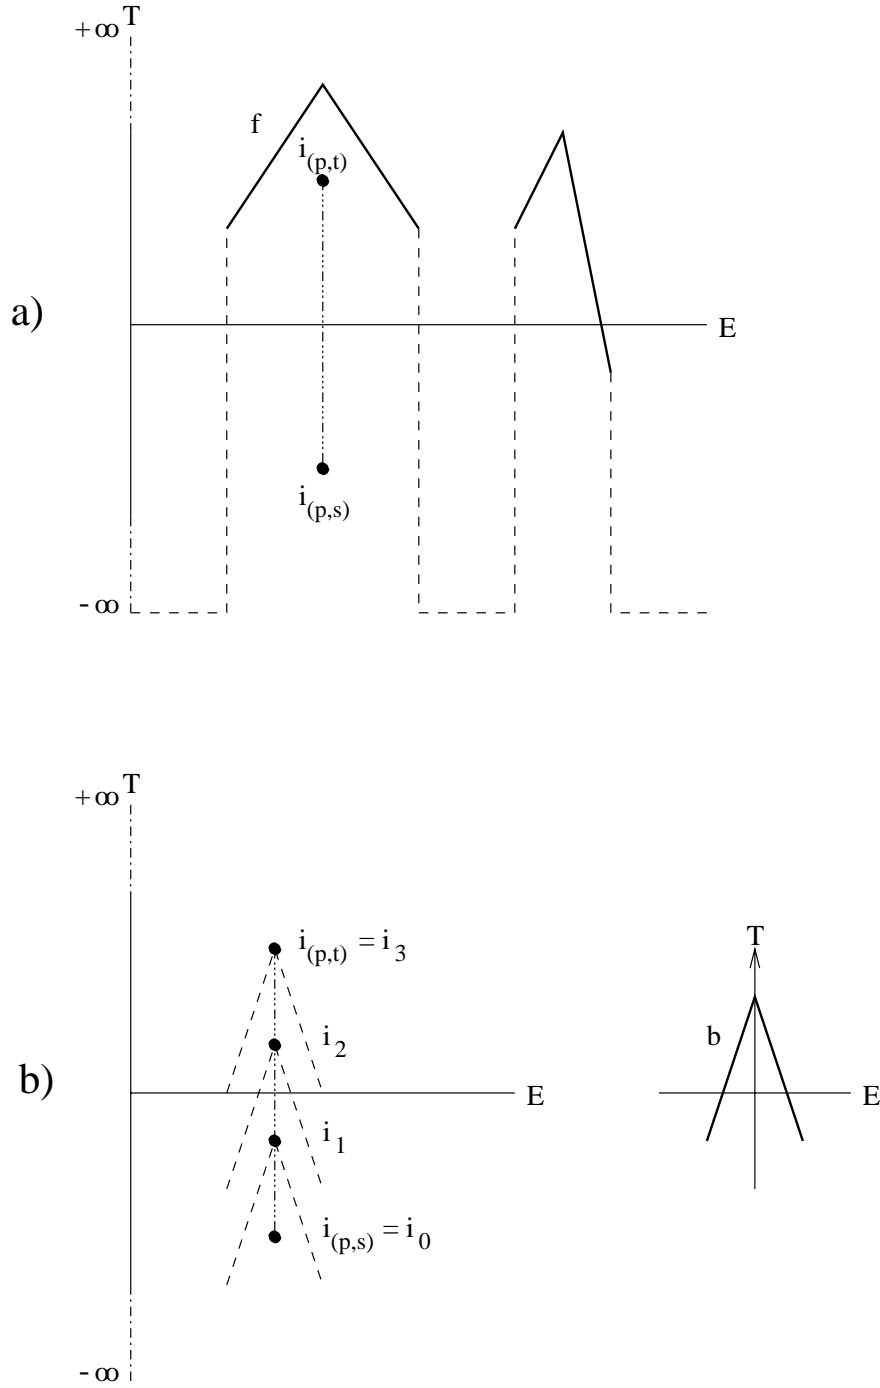 +∞ T
f
i(p,t)
a)
E
i(p,s)
-∞
+∞ T
i(p,t) = i3
T
i2
b
b)
E
E
i1
i(p,s) = i0
-∞